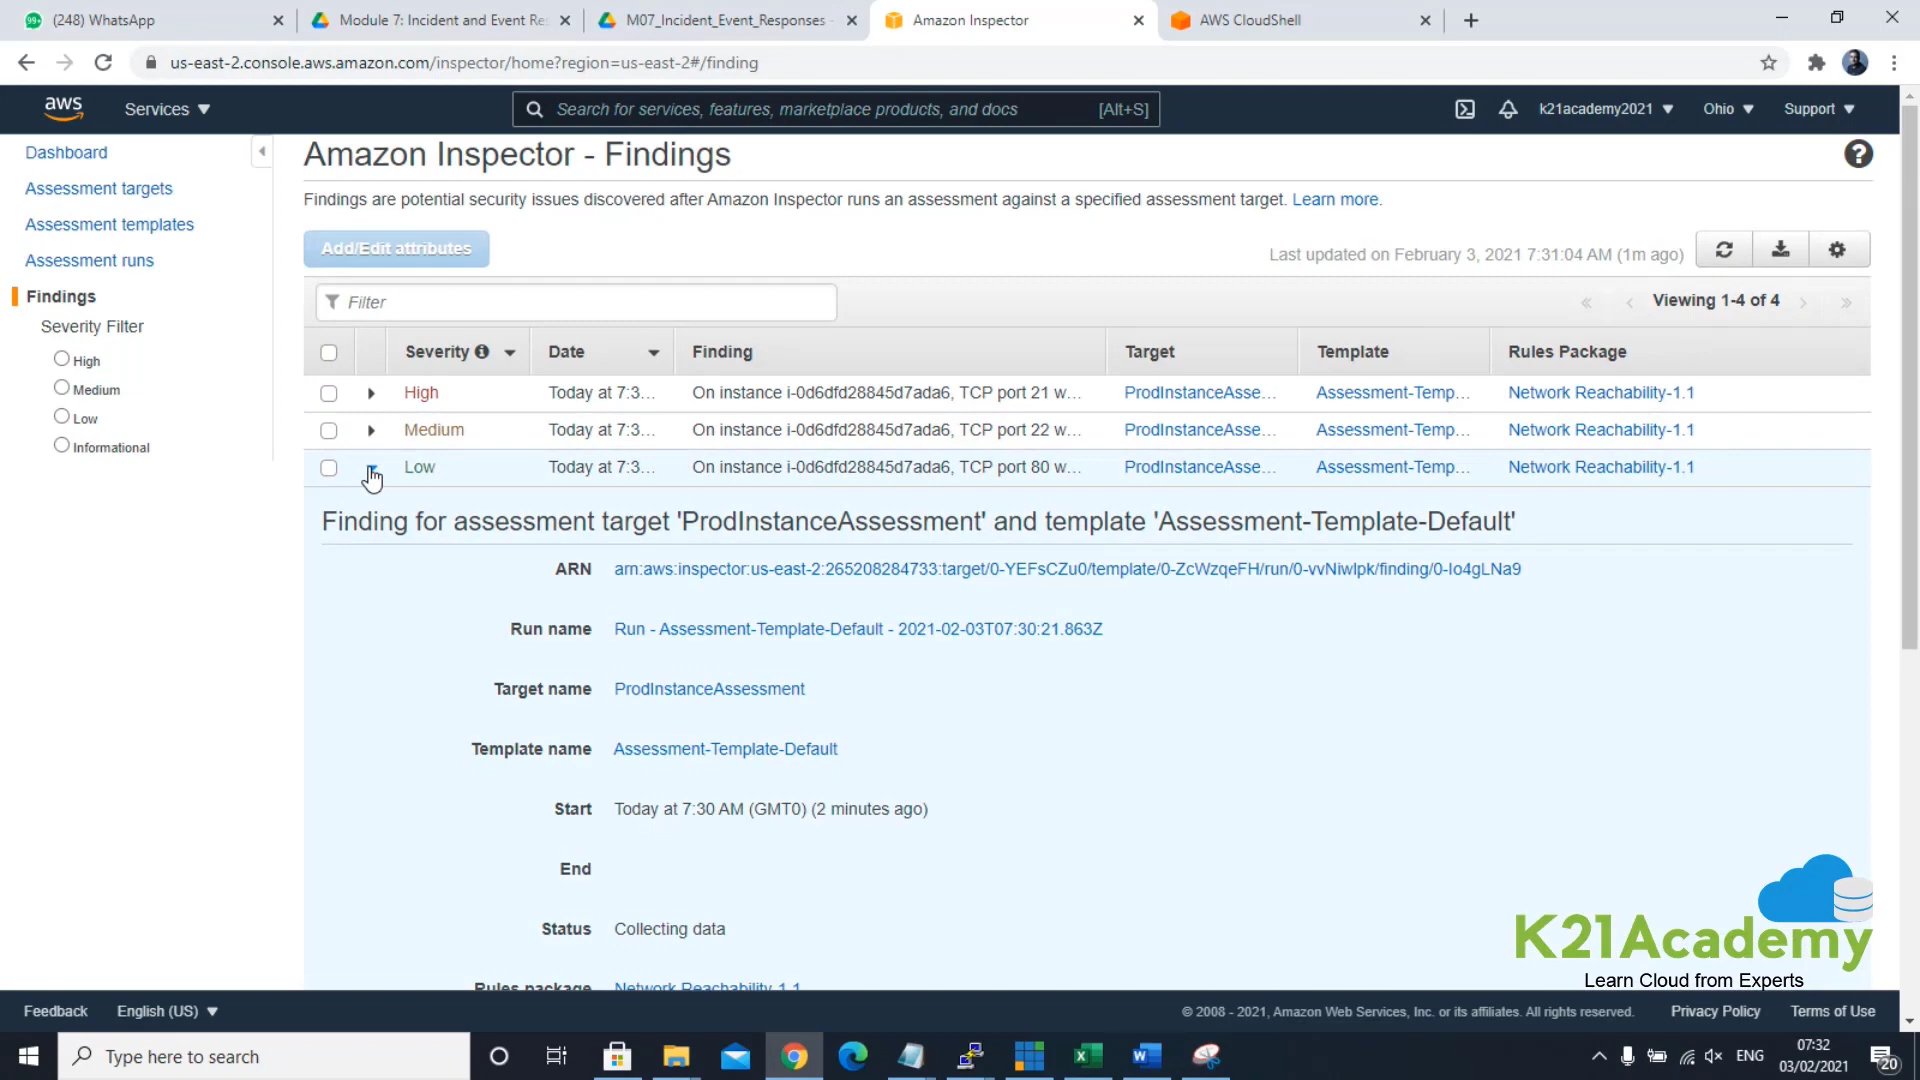 99+ (248) WhatsApp
Module 7: Incident and Event Re
M07_Incident_Event_Responses -
Amazon Inspector
AWS CloudShell
us-east-2.console.aws.amazon.com/inspector/home?region=us-east-2#/finding
aws
Services
Search for services, features, marketplace products, and docs [Alt+S]
k21academy2021
Ohio
Support
Dashboard
Assessment targets
Assessment templates
Assessment runs
Findings
Severity Filter
High
Medium
Low
Informational
Amazon Inspector - Findings
Findings are potential security issues discovered after Amazon Inspector runs an assessment against a specified assessment target. Learn more.
Add/Edit attributes
Last updated on February 3, 2021 7:31:04 AM (1m ago)
Filter
Viewing 1-4 of 4
Severity Date Finding Target Template Rules Package
High Today at 7:3... On instance i-0d6dfd28845d7ada6, TCP port 21 w... ProdInstanceAsse... Assessment-Temp... Network Reachability-1.1
Medium Today at 7:3... On instance i-0d6dfd28845d7ada6, TCP port 22 w... ProdInstanceAsse... Assessment-Temp... Network Reachability-1.1
Low Today at 7:3... On instance i-0d6dfd28845d7ada6, TCP port 80 w... ProdInstanceAsse... Assessment-Temp... Network Reachability-1.1
Finding for assessment target 'ProdInstanceAssessment' and template 'Assessment-Template-Default'
ARN arn:aws:inspector:us-east-2:265208284733:target/0-YEFsCZu0/template/0-ZcWzqeFH/run/0-vvNiwlpk/finding/0-Io4gLNa9
Run name Run - Assessment-Template-Default - 2021-02-03T07:30:21.863Z
Target name ProdInstanceAssessment
Template name Assessment-Template-Default
Start Today at 7:30 AM (GMT0) (2 minutes ago)
End
Status Collecting data
Rules package Network Reachability-1.1
K21Academy
Learn Cloud from Experts
Feedback
English (US)
© 2008 - 2021, Amazon Web Services, Inc. or its affiliates. All rights reserved.
Privacy Policy
Terms of Use
Type here to search
ENG
07:32
03/02/2021
20